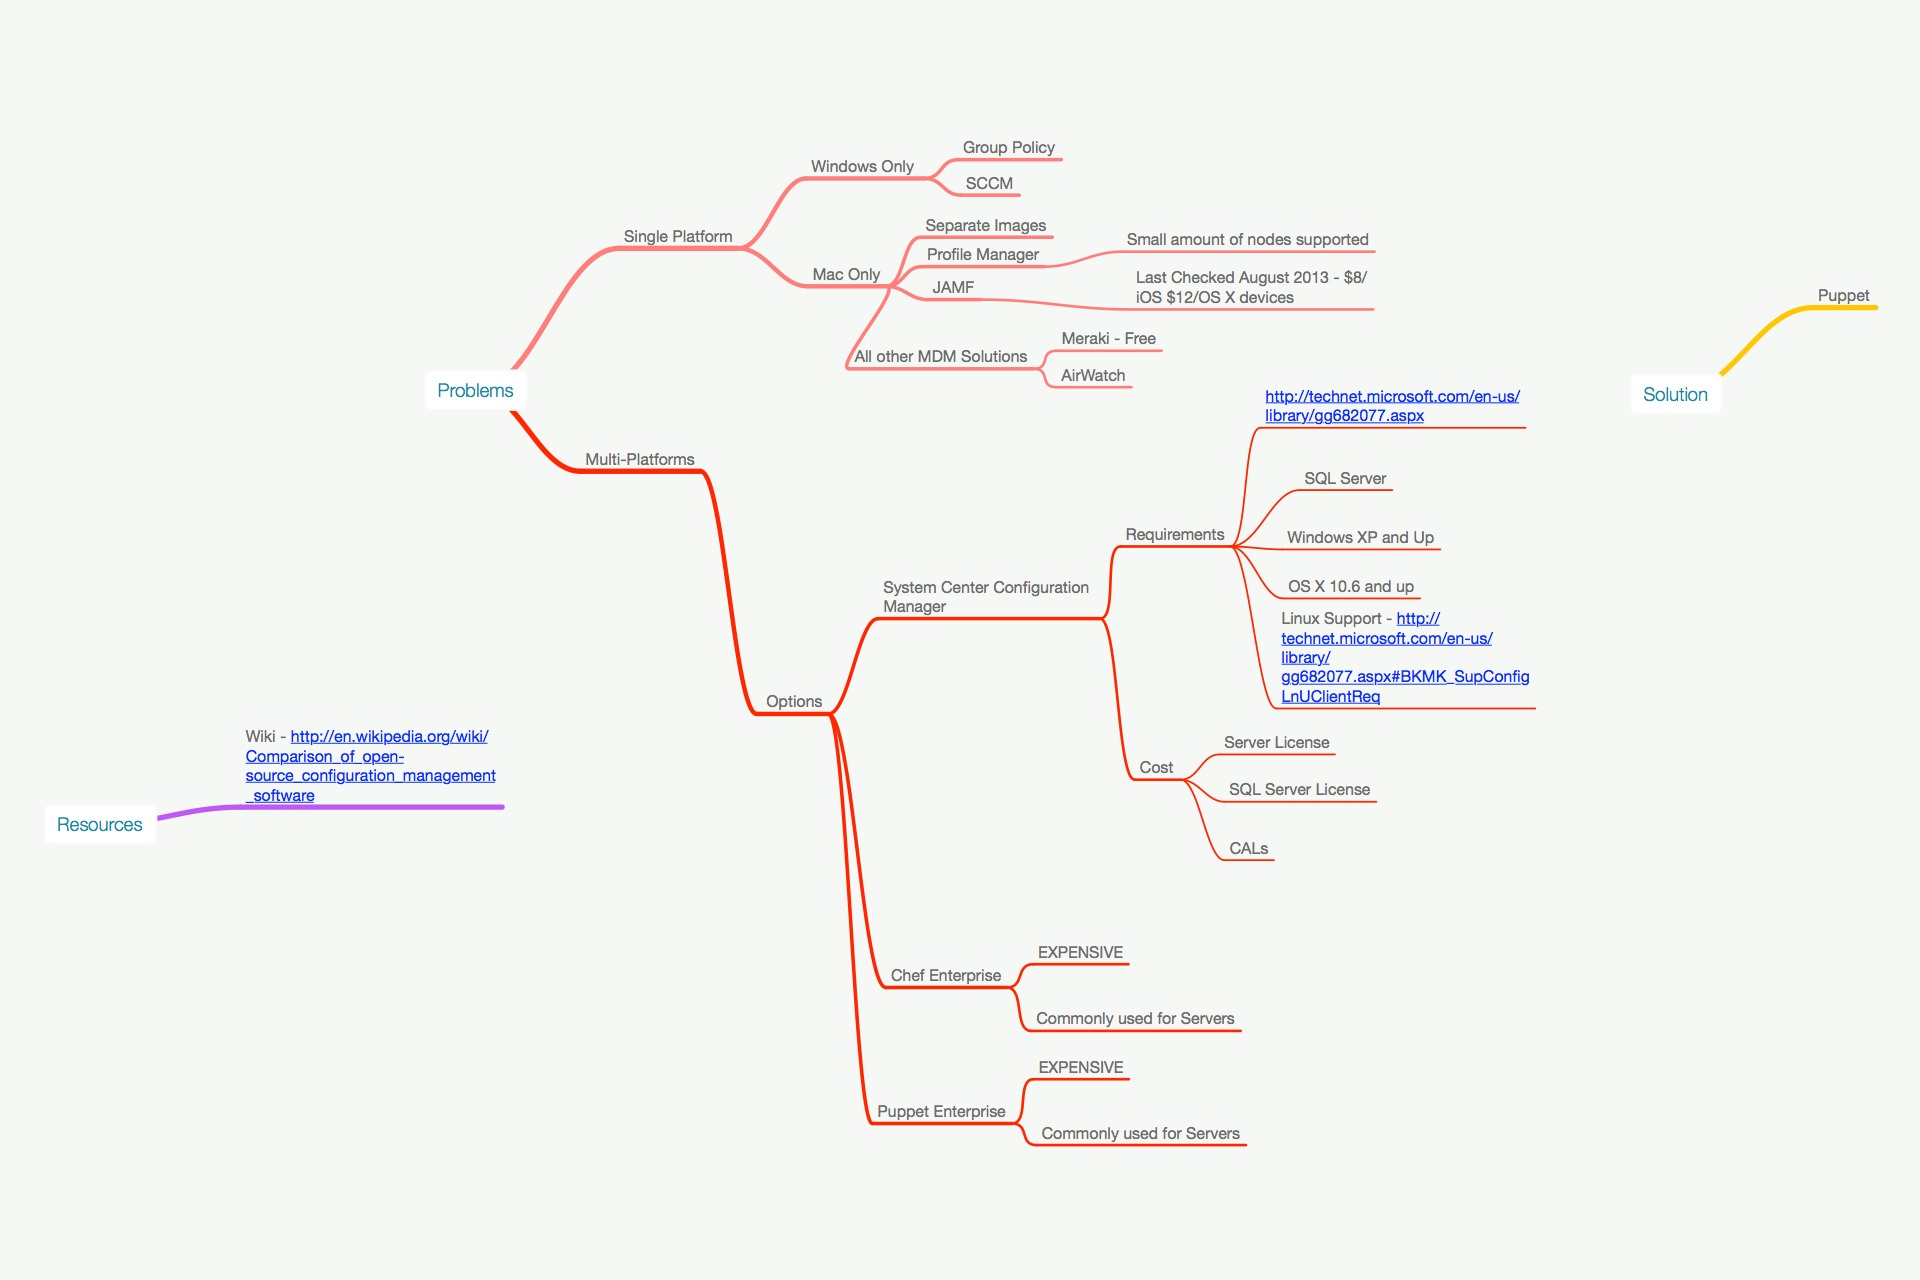 Group Policy
Windows Only
SCCM
Separate Images
Single Platform
Small amount of nodes supported
Profile Manager
Mac Only
Last Checked August 2013 - $8/
iOS $12/OS X devices
JAMF
Puppet
Meraki - Free
All other MDM Solutions
AirWatch
Problems
Solution
http://technet.microsoft.com/en-us/
library/gg682077.aspx
Multi-Platforms
SQL Server
Requirements
Windows XP and Up
System Center Configuration
Manager
OS X 10.6 and up
Linux Support - http://
technet.microsoft.com/en-us/
library/
gg682077.aspx#BKMK_SupConfig
LnUClientReq
Options
Wiki - http://en.wikipedia.org/wiki/
Comparison_of_open-
source_configuration_management
_software
Server License
Cost
SQL Server License
Resources
CALs
EXPENSIVE
Chef Enterprise
Commonly used for Servers
EXPENSIVE
Puppet Enterprise
Commonly used for Servers